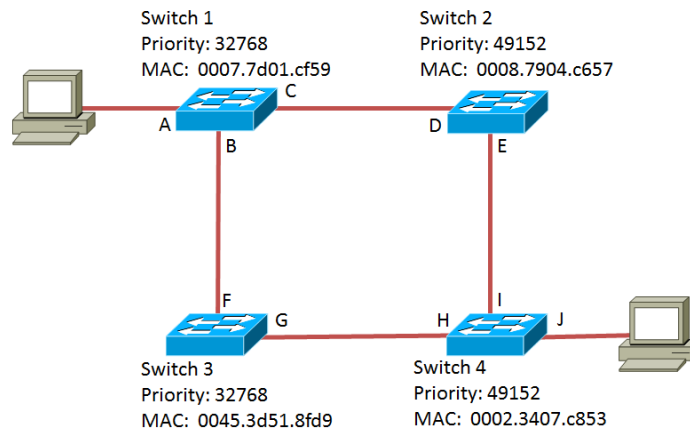 Switch 1
Priority: 32768
MAC: 0007.7d01.cf59
Switch 2
Priority: 49152
MAC: 0008.7904.c657
A
B
C
D
E
F
G
H
I
J
Switch 3
Priority: 32768
MAC: 0045.3d51.8fd9
Switch 4
Priority: 49152
MAC: 0002.3407.c853